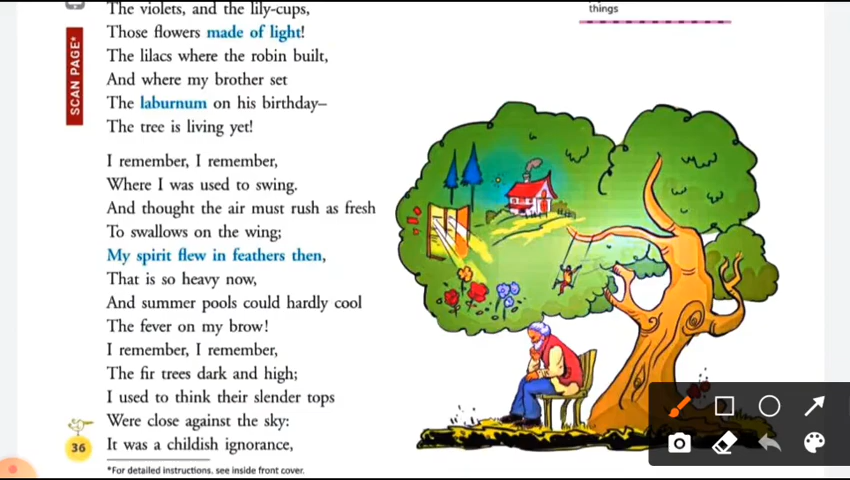 things
The violets, and the lily-cups,
Those flowers made of light!
The lilacs where the robin built,
And where my brother set
The laburnum on his birthday–
The tree is living yet!
I remember, I remember,
Where I was used to swing.
And thought the air must rush as fresh
To swallows on the wing;
My spirit flew in feathers then,
That is so heavy now,
And summer pools could hardly cool
The fever on my brow!
I remember, I remember,
The fir trees dark and high;
I used to think their slender tops
Were close against the sky:
It was a childish ignorance,
SCAN PAGE*
36
*For detailed instructions, see inside front cover.